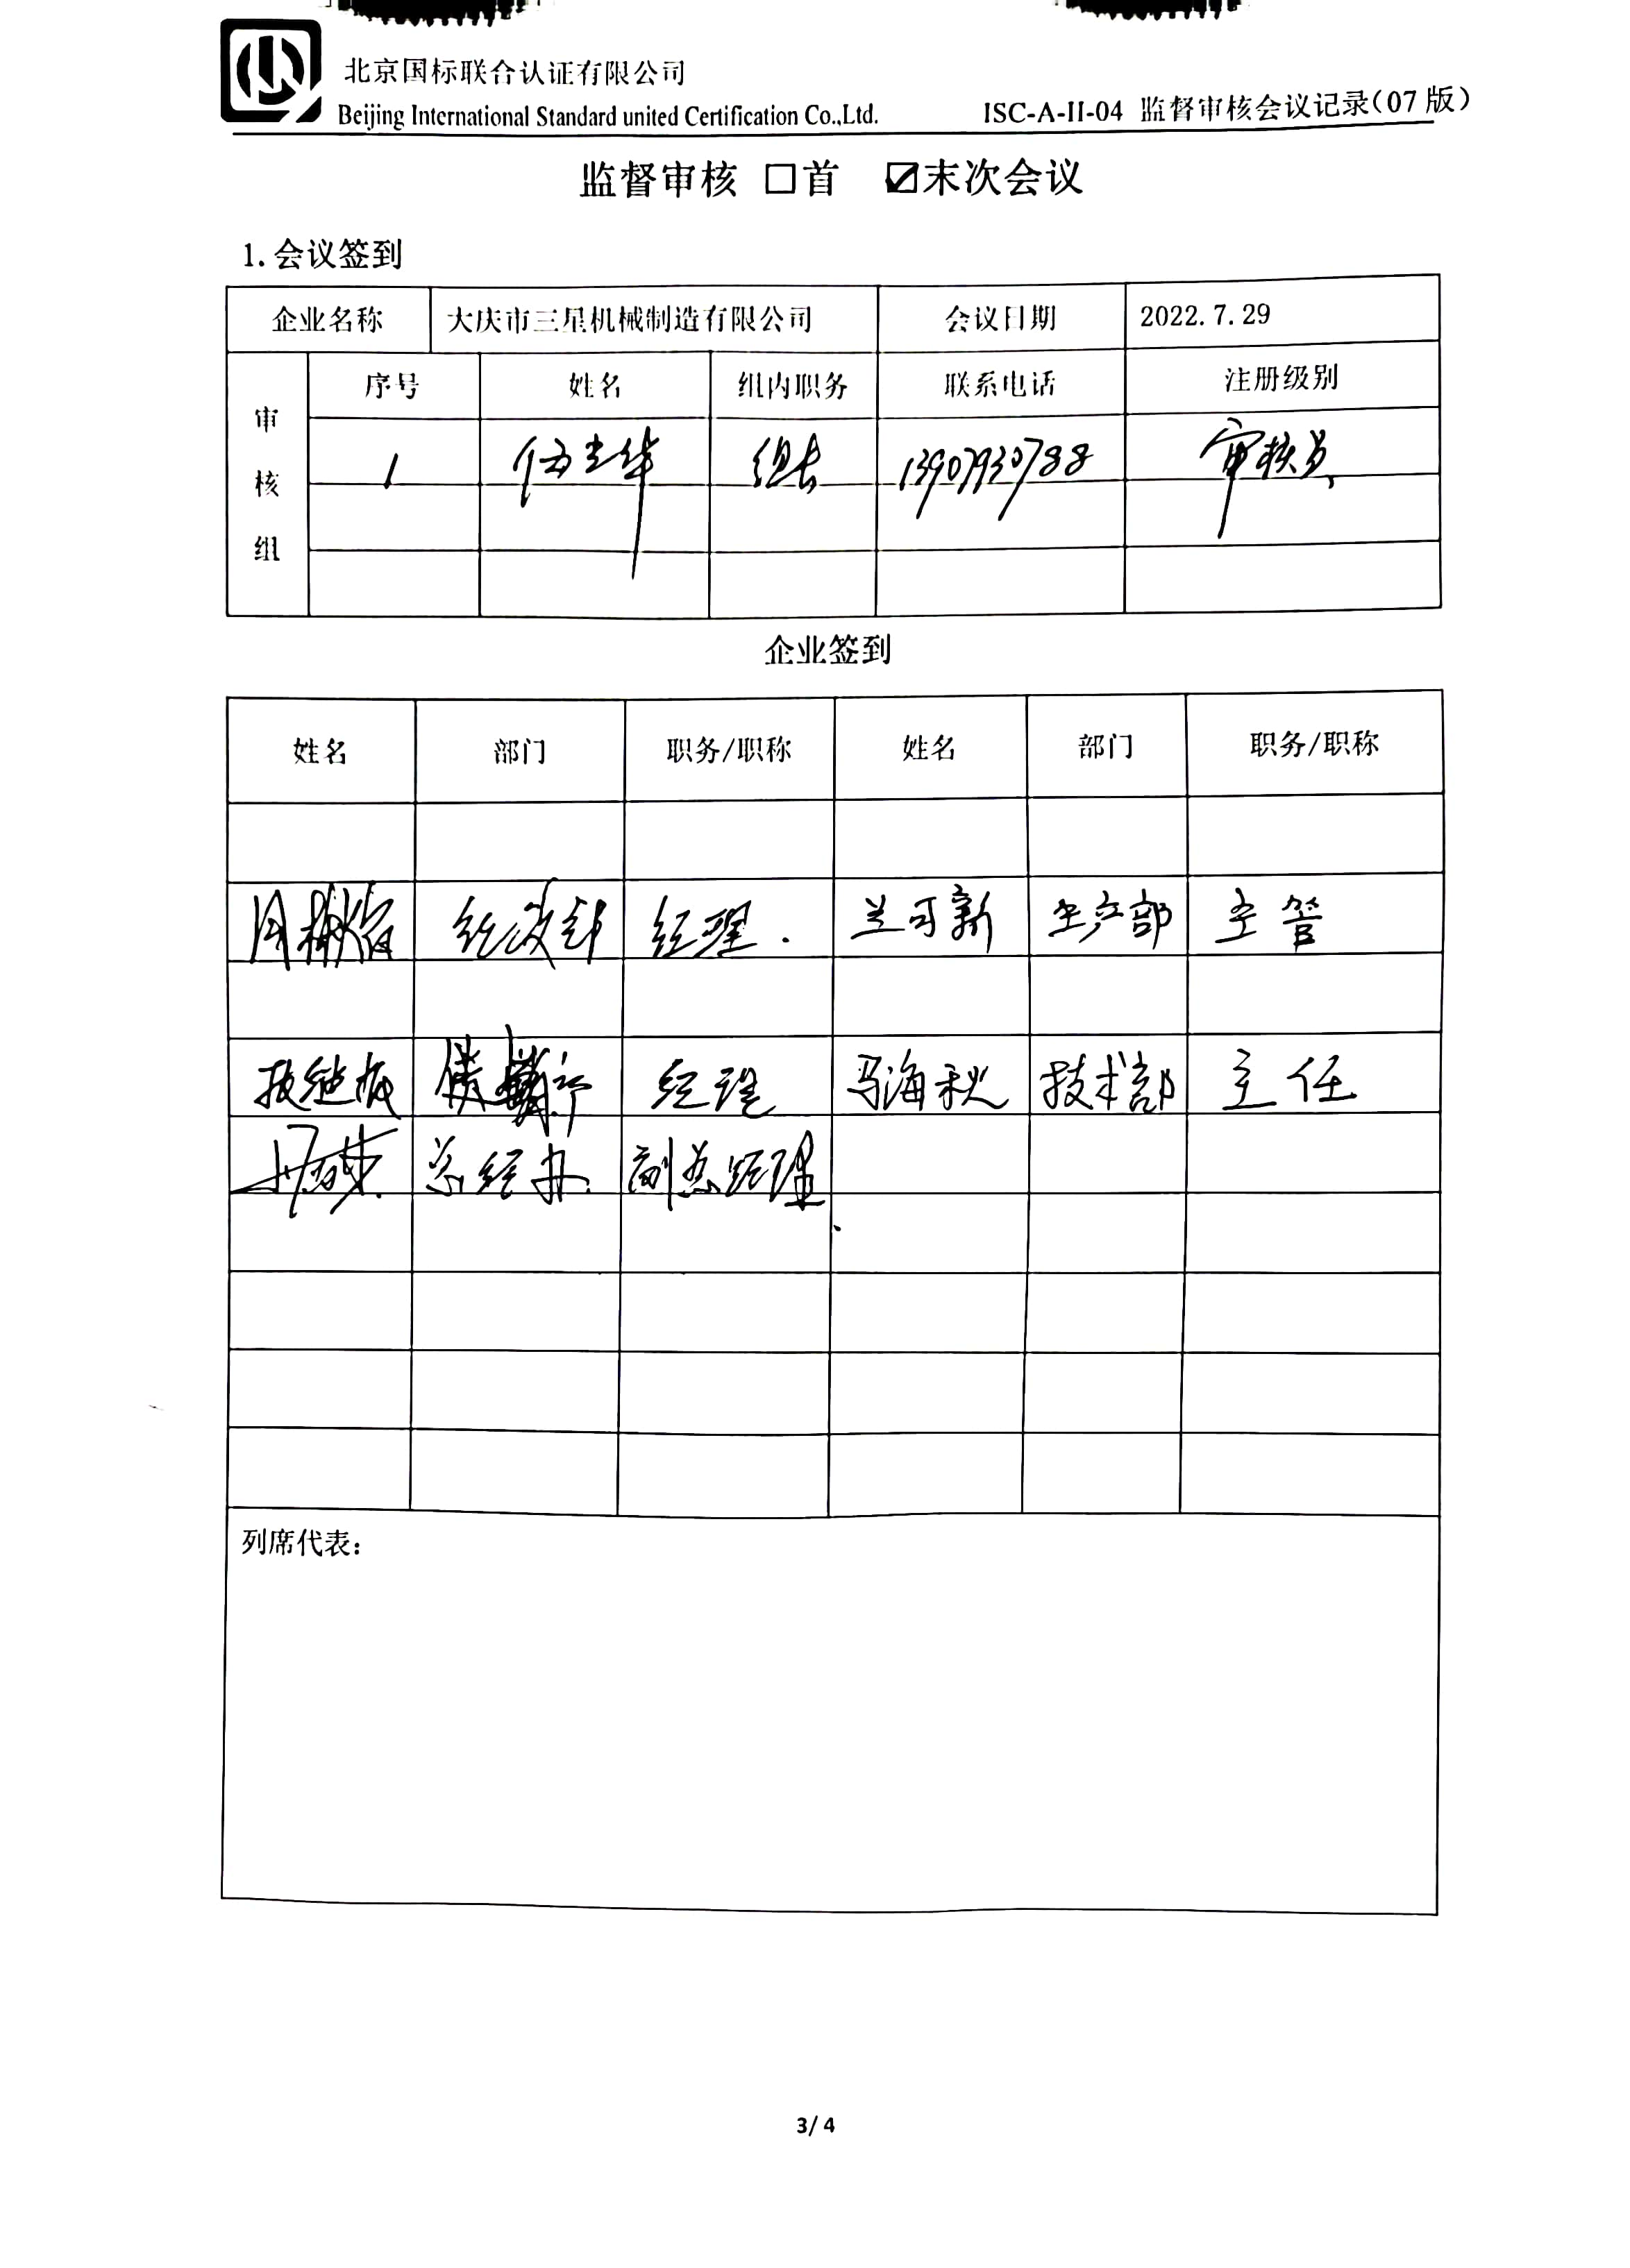 北京国标联合认证有限公司
Beijing International Standard united Certification Co.,Ltd.
ISC-A-II-04 监督审核会议记录(07 版)
监督审核 □首 ☑末次会议
1.会议签到
企业名称 大庆市三星机械制造有限公司 会议日期 2022.7.29
审核组 序号 姓名 组内职务 联系电话 注册级别
1 伍光华 组长 13907930788 审核员
企业签到
姓名 部门 职务/职称 姓名 部门 职务/职称
经理 兰可新 生产部 主管
经理 马海秋 技术部 主任
总经办 副总经理
列席代表:
3/ 4